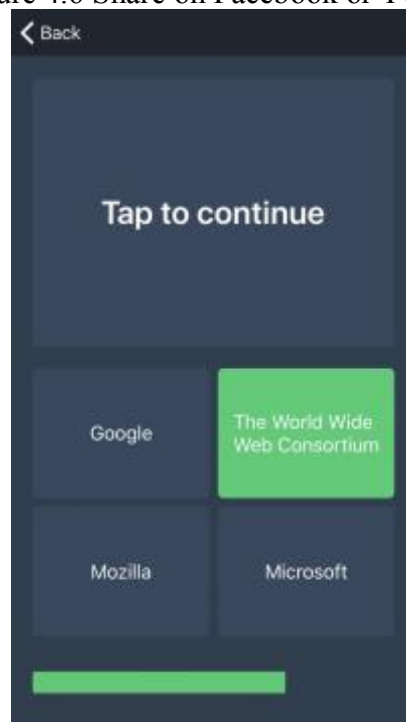 Back
Tap to continue
Google
The World Wide
Web Consortium
Mozilla
Microsoft